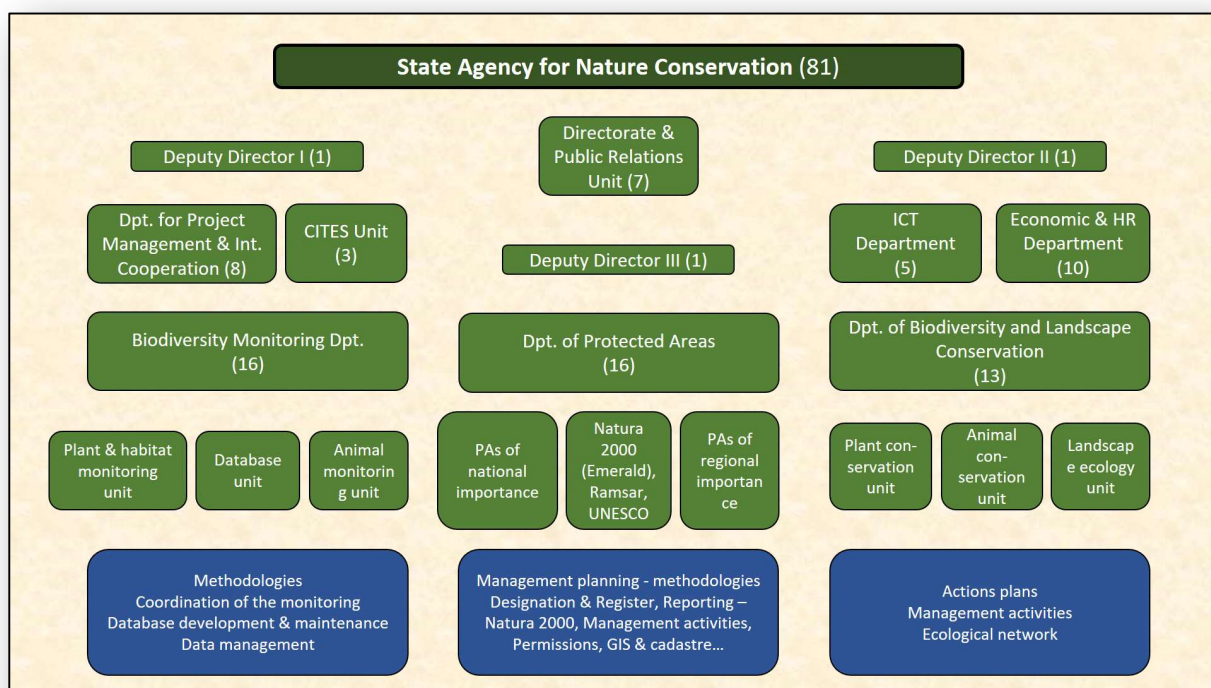 State Agency for Nature Conservation (81)
Directorate &
Public Relations
Unit (7)
Deputy Director I (1)
Deputy Director II (1)
Dpt. for Project
Management & Int.
Cooperation (8)
CITES Unit
(3)
Deputy Director III (1)
ICT
Department
(5)
Economic & HR
Department
(10)
Biodiversity Monitoring Dpt.
(16)
Dpt. of Protected Areas
(16)
Dpt. of Biodiversity and Landscape
Conservation
(13)
Plant & habitat
monitoring
unit
Database
unit
Animal
monitorin
g unit
PAs of
national
importance
Natura
2000
(Emerald),
Ramsar,
UNESCO
PAs of
regional
importan
ce
Plant con-
servation
unit
Animal
con-
servation
unit
Landscap
e ecology
unit
Methodologies
Coordination of the monitoring
Database development & maintenance
Data management
Management planning - methodologies
Designation & Register, Reporting –
Natura 2000, Management activities,
Permissions, GIS & cadastre...
Actions plans
Management activities
Ecological network